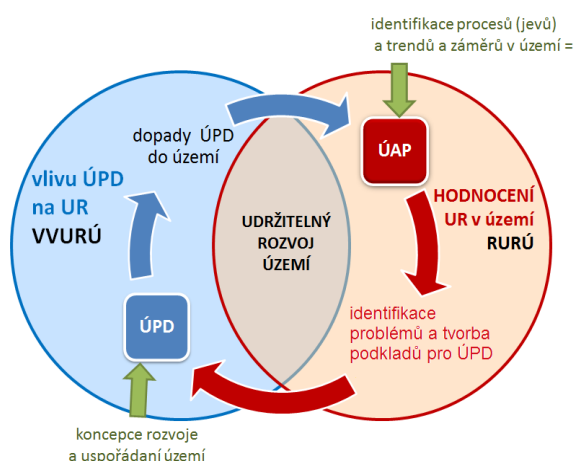 identifikace procesů (jevů)
a trendů a záměrů v území =
dopady ÚPD
do území
ÚAP
vlivu ÚPD
na UR
VVURÚ
HODNOCENÍ
UR v území
RURÚ
UDRŽITELNÝ
ROZVOJ
ÚZEMÍ
ÚPD
identifikace
problémů a tvorba
podkladů pro ÚPD
koncepce rozvoje
a uspořádaní území